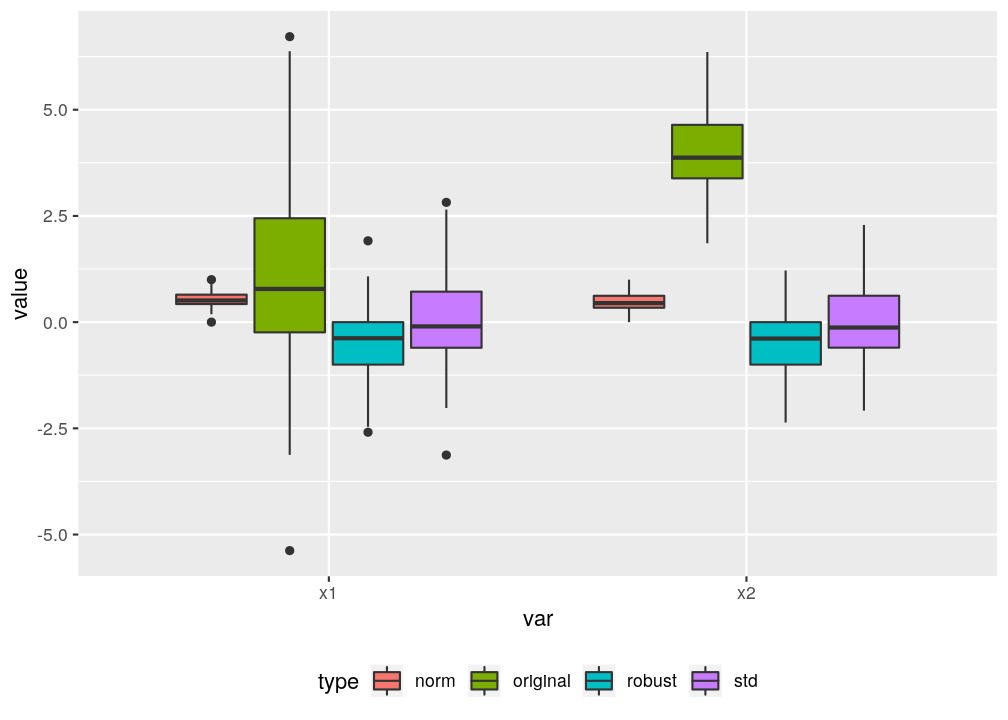 value
5.0
2.5
0.0
-2.5
-5.0
x1 x2
var
type norm original robust std